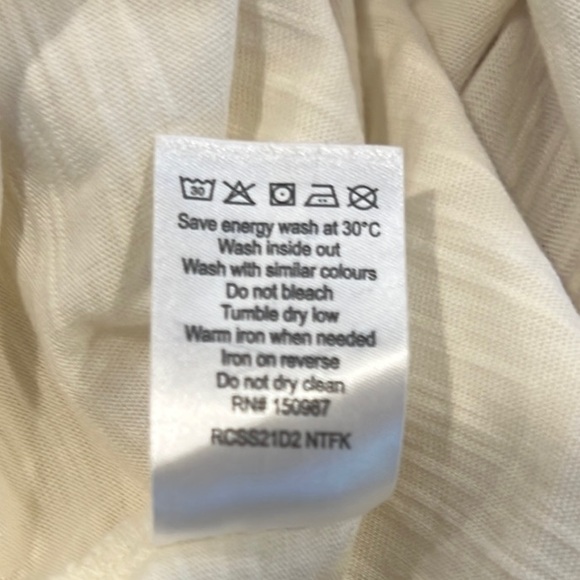 30
Save energy wash at 30°C
Wash inside out
Wash with similar colours
Do not bleach
Tumble dry low
Warm iron when needed
Iron on reverse
Do not dry clean
RN# 150987
RCSS21D2 NTFK